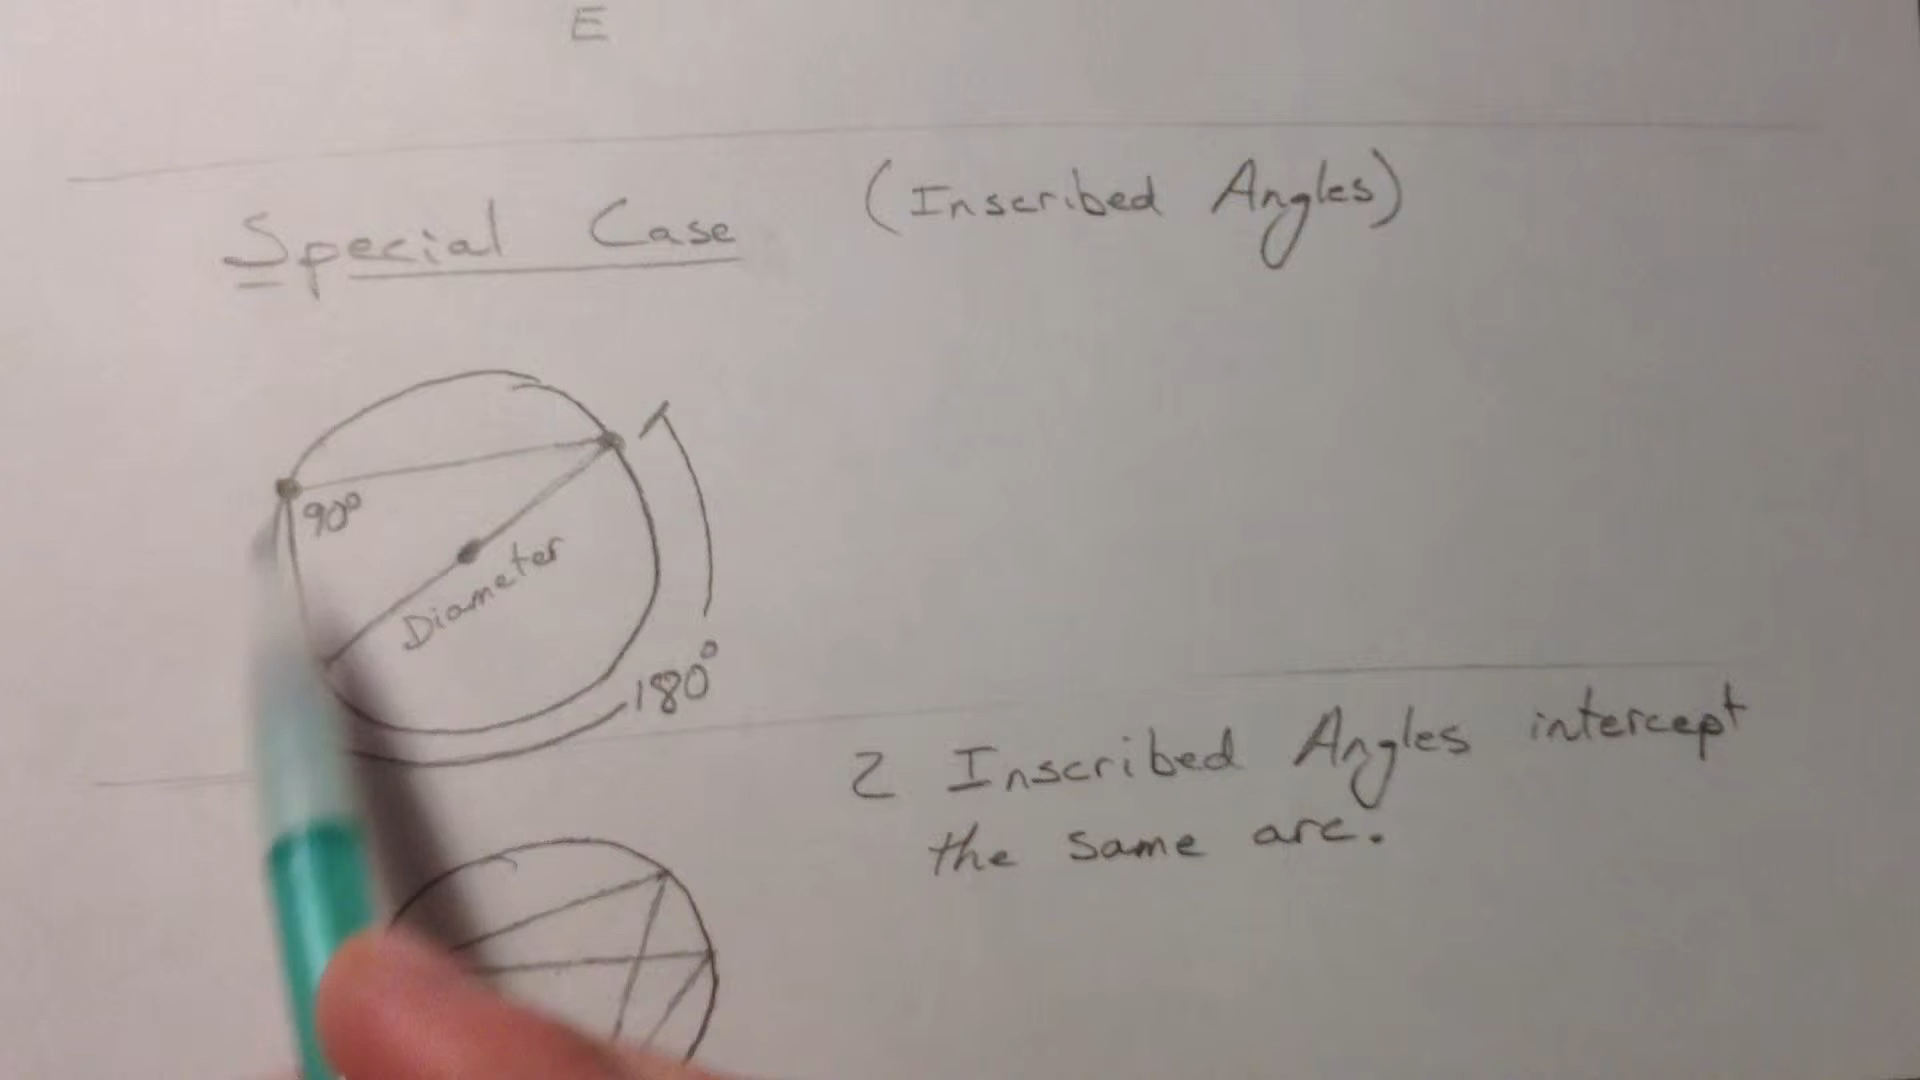 E
Special Case (Inscribed Angles)
90°
Diameter
180°
2 Inscribed Angles intercept
the same arc.